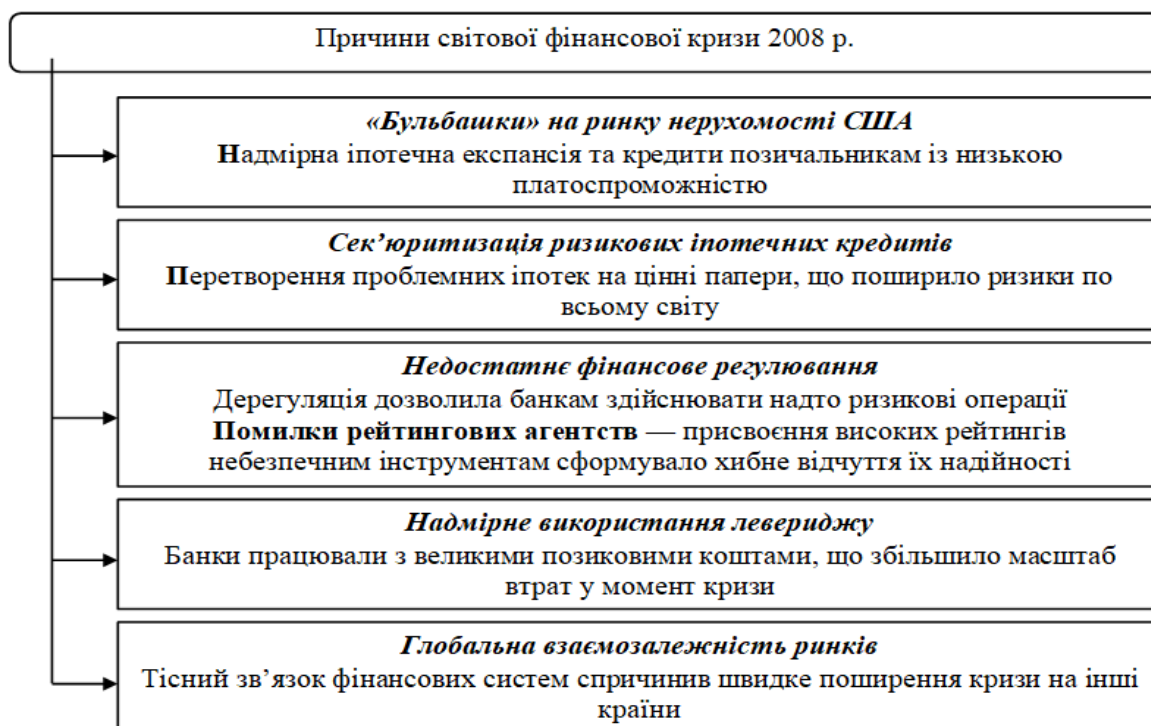 Причини світової фінансової кризи 2008 р.
«Бульбашки» на ринку нерухомості США
Надмірна іпотечна експансія та кредити позичальникам із низькою
платоспроможністю
Сек’юритизація ризикових іпотечних кредитів
Перетворення проблемних іпотек на цінні папери, що поширило ризики по
всьому світу
Недостатнє фінансове регулювання
Дерегуляція дозволила банкам здійснювати надто ризикові операції
Помилки рейтингових агентств — присвоєння високих рейтингів
небезпечним інструментам сформувало хибне відчуття їх надійності
Надмірне використання левериджу
Банки працювали з великими позиковими коштами, що збільшило масштаб
втрат у момент кризи
Глобальна взаємозалежність ринків
Тісний зв’язок фінансових систем спричинив швидке поширення кризи на інші
країни